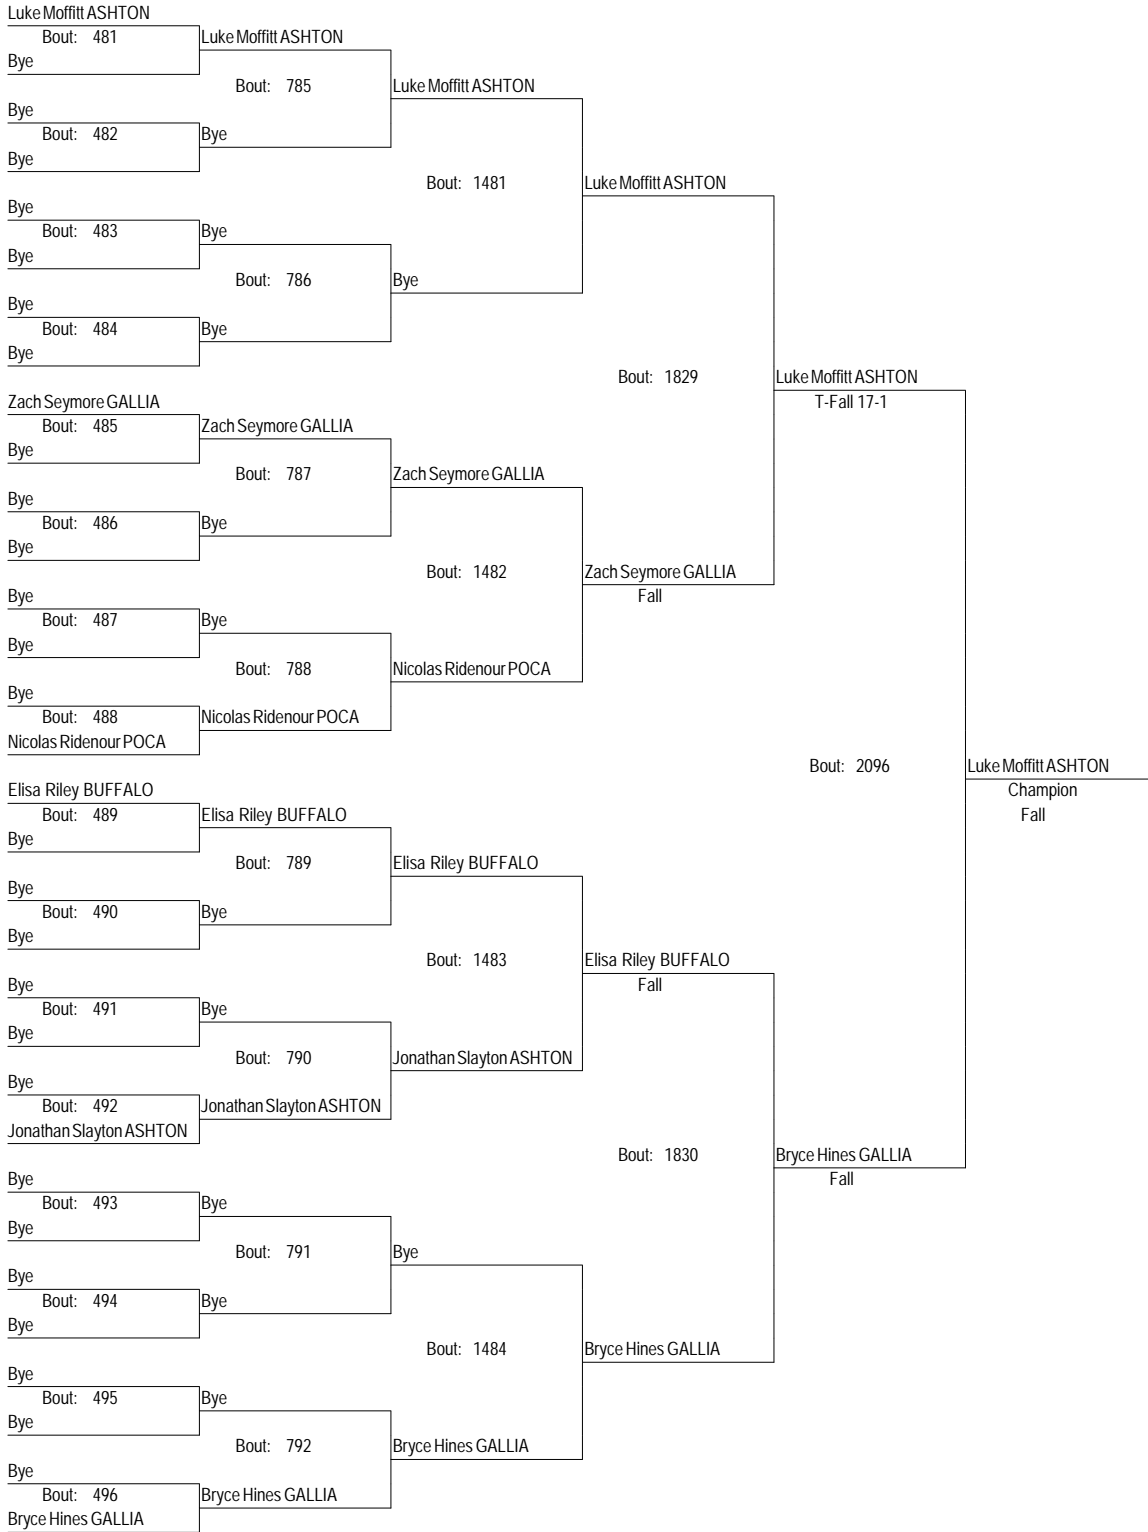 Luke Moffitt ASHTON
Bout: 481
Luke Moffitt ASHTON
Bye
Bout: 785
Luke Moffitt ASHTON
Bye
Bout: 482
Bye
Bye
Bout: 1481
Luke Moffitt ASHTON
Bye
Bout: 483
Bye
Bye
Bout: 786
Bye
Bye
Bout: 484
Bye
Bye
Bout: 1829
Luke Moffitt ASHTON
T-Fall 17-1
Zach Seymore GALLIA
Bout: 485
Zach Seymore GALLIA
Bye
Bout: 787
Zach Seymore GALLIA
Bye
Bout: 486
Bye
Bye
Bout: 1482
Zach Seymore GALLIA
Fall
Bye
Bout: 487
Bye
Bye
Bout: 788
Nicolas Ridenour POCA
Bye
Bout: 488
Nicolas Ridenour POCA
Nicolas Ridenour POCA
Bout: 2096
Luke Moffitt ASHTON
Champion
Fall
Elisa Riley BUFFALO
Bout: 489
Elisa Riley BUFFALO
Bye
Bout: 789
Elisa Riley BUFFALO
Bye
Bout: 490
Bye
Bye
Bout: 1483
Elisa Riley BUFFALO
Fall
Bye
Bout: 491
Bye
Bye
Bout: 790
Jonathan Slayton ASHTON
Bye
Bout: 492
Jonathan Slayton ASHTON
Jonathan Slayton ASHTON
Bout: 1830
Bryce Hines GALLIA
Fall
Bye
Bout: 493
Bye
Bye
Bout: 791
Bye
Bye
Bout: 494
Bye
Bye
Bout: 1484
Bryce Hines GALLIA
Bye
Bout: 495
Bye
Bye
Bout: 792
Bryce Hines GALLIA
Bye
Bout: 496
Bryce Hines GALLIA
Bryce Hines GALLIA